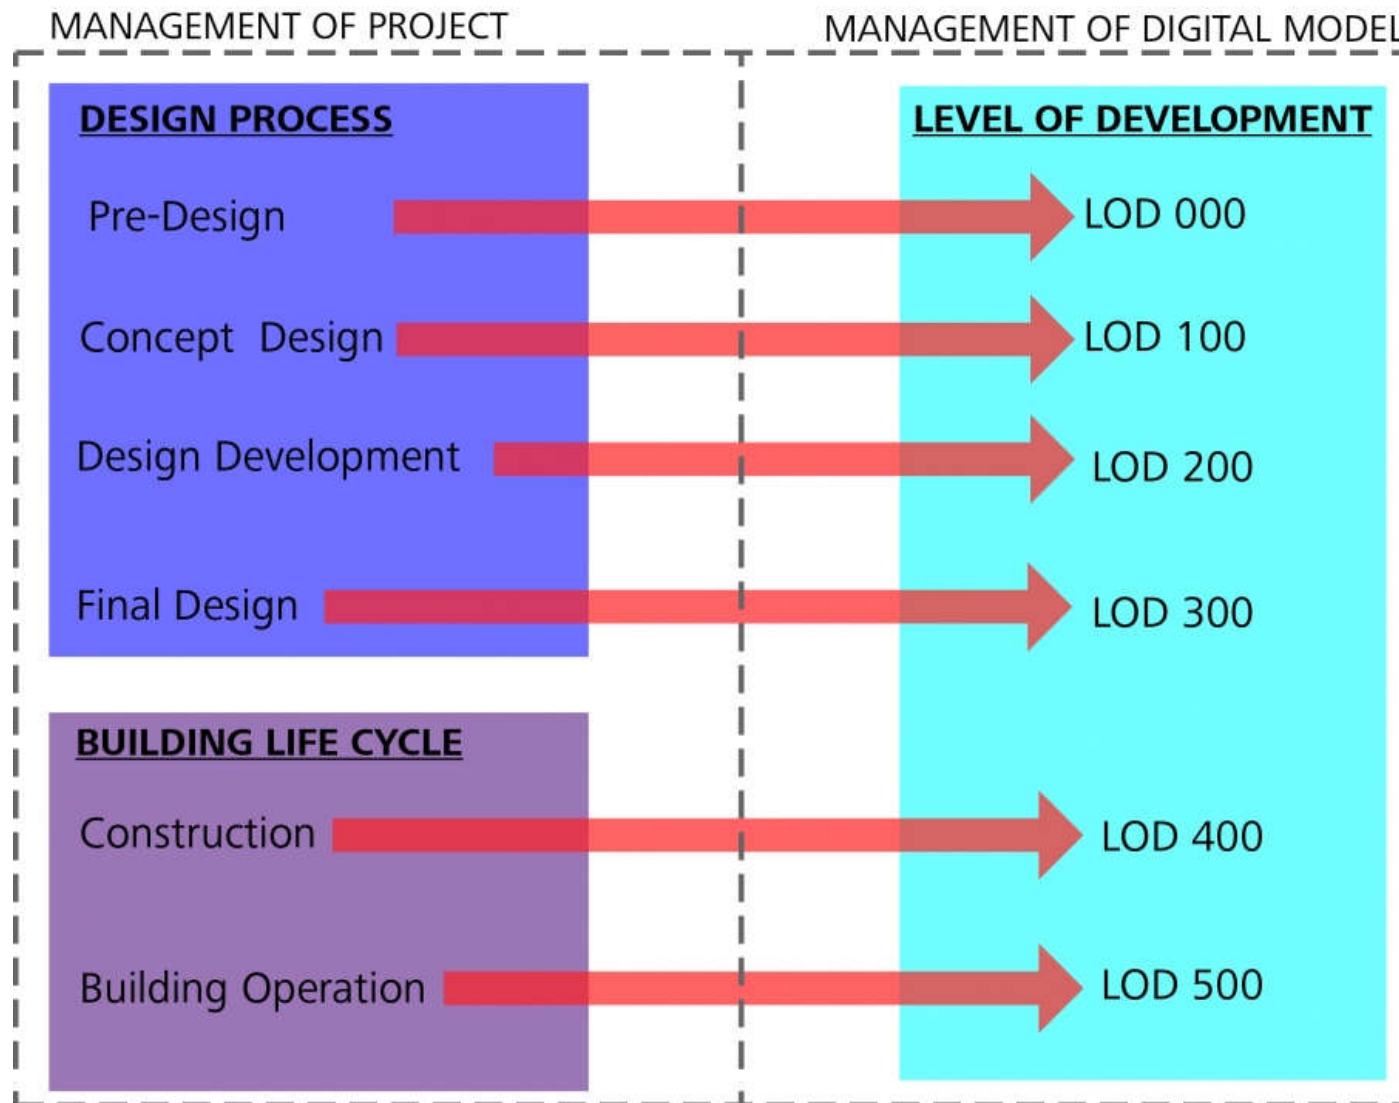 MANAGEMENT OF PROJECT
MANAGEMENT OF DIGITAL MODEL
DESIGN PROCESS
LEVEL OF DEVELOPMENT
Pre-Design
LOD 000
Concept Design
LOD 100
Design Development
LOD 200
Final Design
LOD 300
BUILDING LIFE CYCLE
Construction
LOD 400
Building Operation
LOD 500